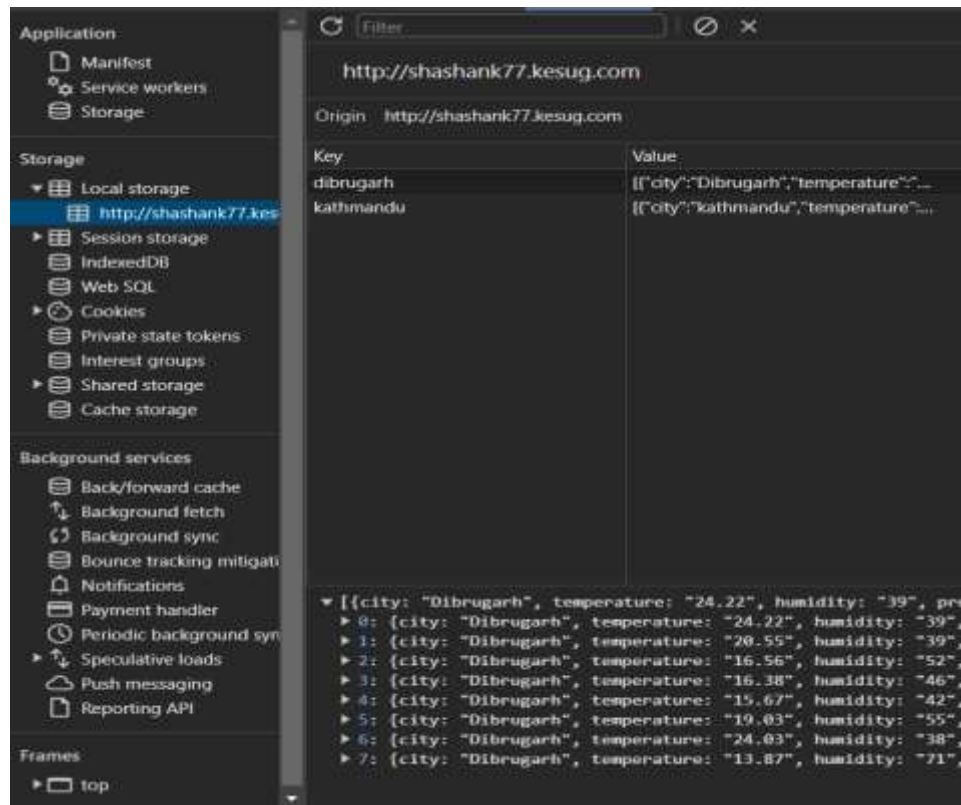 Application
Manifest
Service workers
Storage
Storage
Local storage
http://shashank77.kes
Session storage
IndexedDB
Web SQL
Cookies
Private state tokens
Interest groups
Shared storage
Cache storage
Background services
Back/forward cache
Background fetch
Background sync
Bounce tracking mitigati
Notifications
Payment handler
Periodic background syn
Speculative loads
Push messaging
Reporting API
Frames
top
Filter
http://shashank77.kesug.com
Origin http://shashank77.kesug.com
Key Value
dibrugarh [{"city":"Dibrugarh","temperature":"...
kathmandu [{"city":"kathmandu","temperature":...
[{city: "Dibrugarh", temperature: "24.22", humidity: "39", pre
0: {city: "Dibrugarh", temperature: "24.22", humidity: "39",
1: {city: "Dibrugarh", temperature: "20.55", humidity: "39",
2: {city: "Dibrugarh", temperature: "16.56", humidity: "52",
3: {city: "Dibrugarh", temperature: "16.38", humidity: "46",
4: {city: "Dibrugarh", temperature: "15.67", humidity: "42",
5: {city: "Dibrugarh", temperature: "19.03", humidity: "55",
6: {city: "Dibrugarh", temperature: "24.03", humidity: "38",
7: {city: "Dibrugarh", temperature: "13.87", humidity: "71",